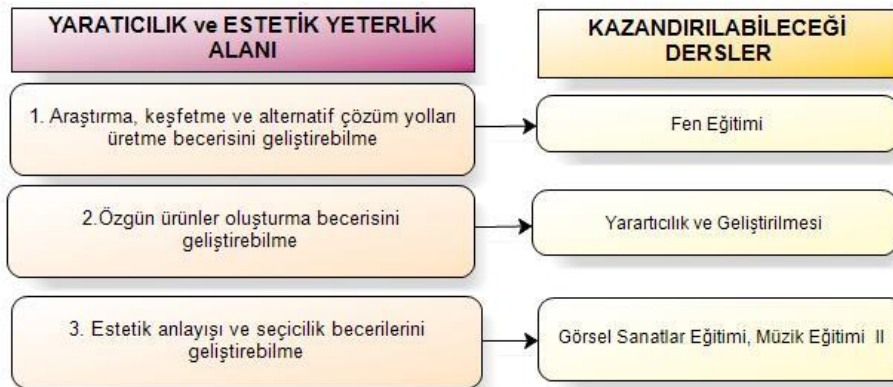 YARATICILIK ve ESTETİK YETERLİK
ALANI
KAZANDIRILABİLECEĞİ
DERSLER
1. Araştırma, keşfetme ve alternatif çözüm yolları
üretme becerisini geliştirebilme
Fen Eğitimi
2.Özgün ürünler oluşturma becerisini
geliştirebilme
Yarartıcılık ve Geliştirilmesi
3. Estetik anlayışı ve seçicilik becerilerini
geliştirebilme
Görsel Sanatlar Eğitimi, Müzik Eğitimi II